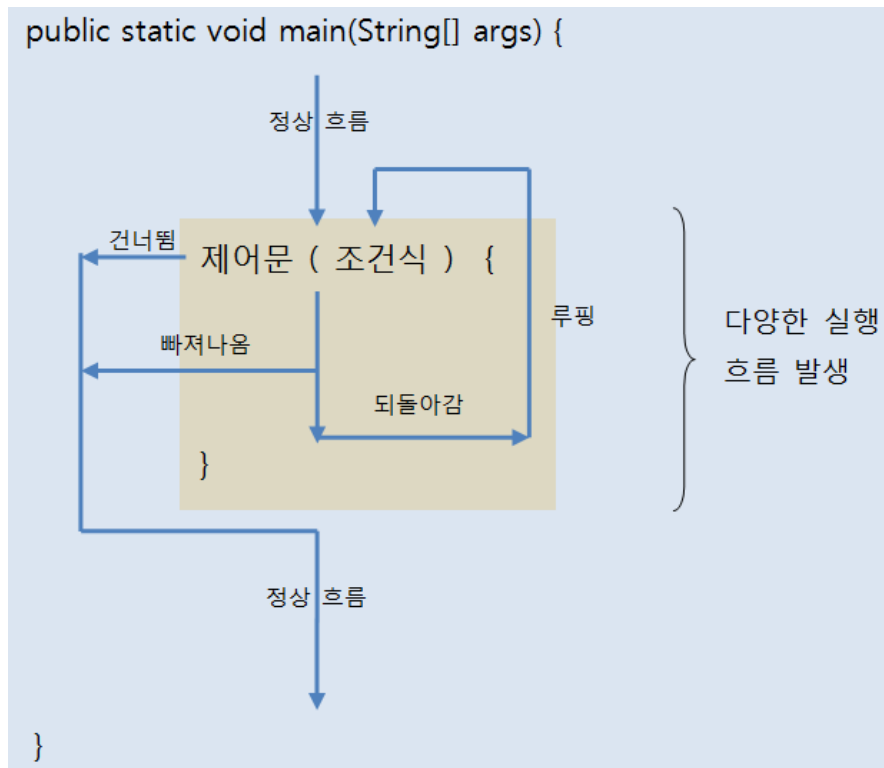 public static void main(String[] args) {
정상 흐름
건너뜀
제어문 ( 조건식 ) {
루핑
다양한 실행
흐름 발생
빠져나옴
되돌아감
}
정상 흐름
}